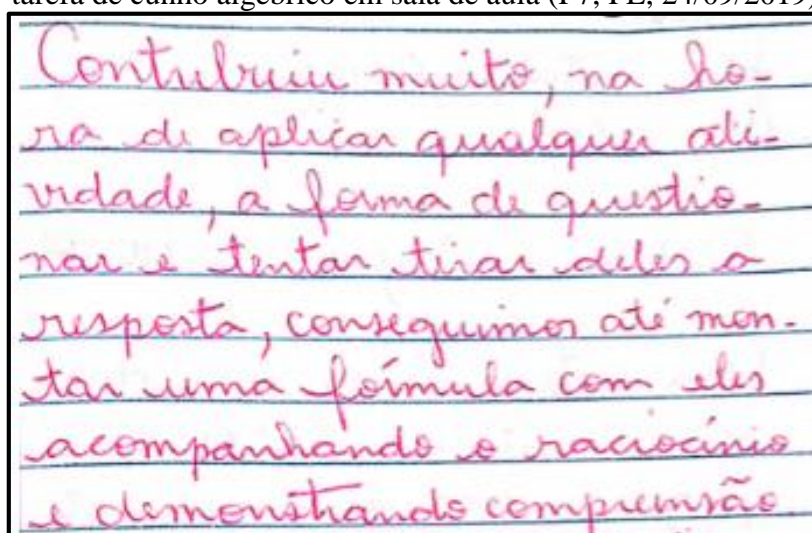 tarefa de cunho algébrico em sala de aula (P7, PE, 24/09/2019)
Contribuiu muito, na ho-
ra de aplicar qualquer ati-
vidade, a forma de questio-
nar e tentar tirar deles a
resposta, conseguimos até mon-
tar uma fórmula com eles
acompanhando o raciocínio
e demonstrando compreensão